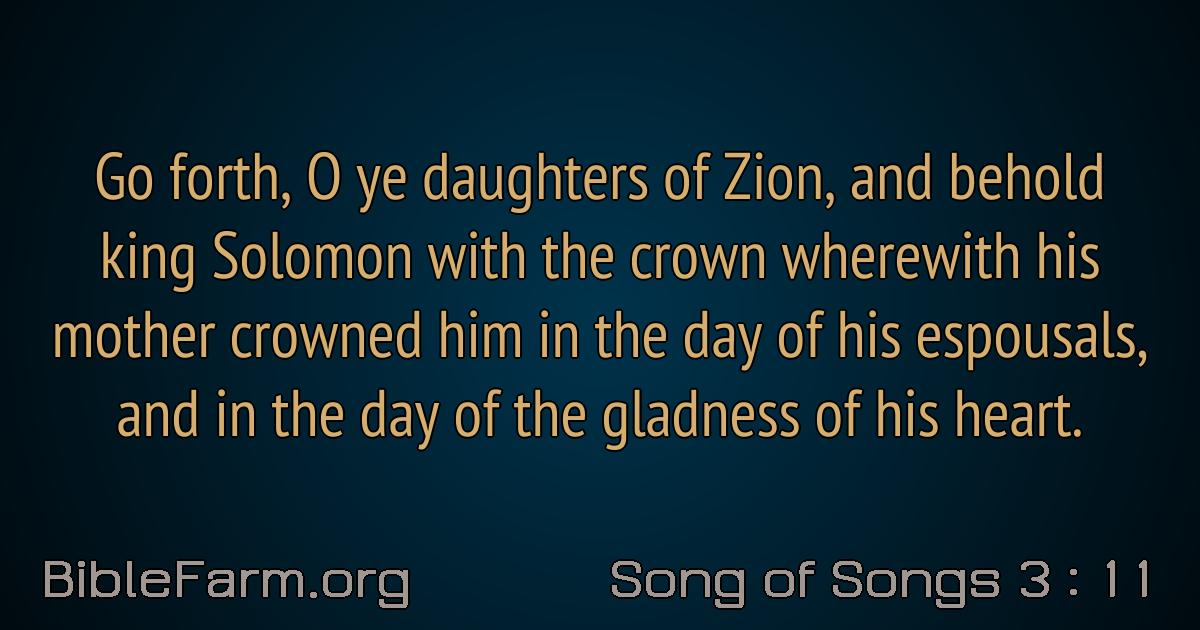 Go forth, O ye daughters of Zion, and behold
king Solomon with the crown wherewith his
mother crowned him in the day of his espousals,
and in the day of the gladness of his heart.
BibleFarm.org
Song of Songs 3 : 11